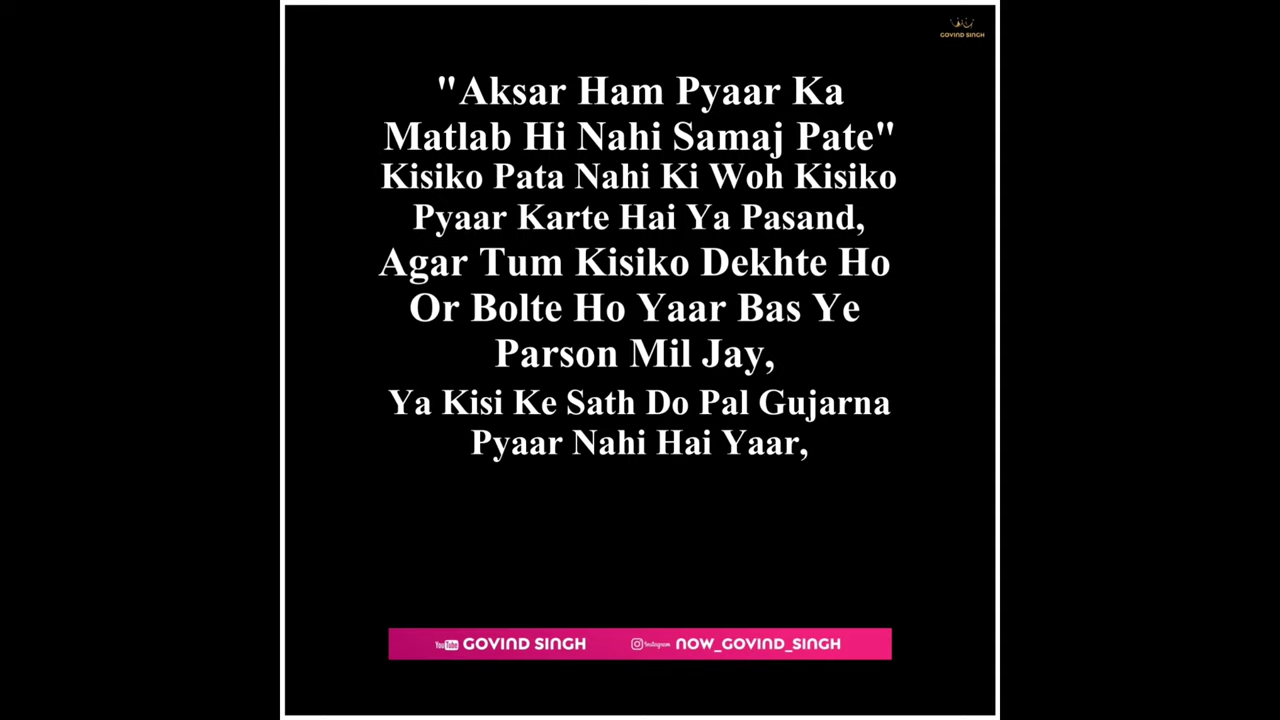 GOVIND SINGH
"Aksar Ham Pyaar Ka
Matlab Hi Nahi Samaj Pate"
Kisiko Pata Nahi Ki Woh Kisiko
Pyaar Karte Hai Ya Pasand,
Agar Tum Kisiko Dekhte Ho
Or Bolte Ho Yaar Bas Ye
Parson Mil Jay,
Ya Kisi Ke Sath Do Pal Gujarna
Pyaar Nahi Hai Yaar,
YouTube GOVIND SINGH Instagram NOW_GOVIND_SINGH